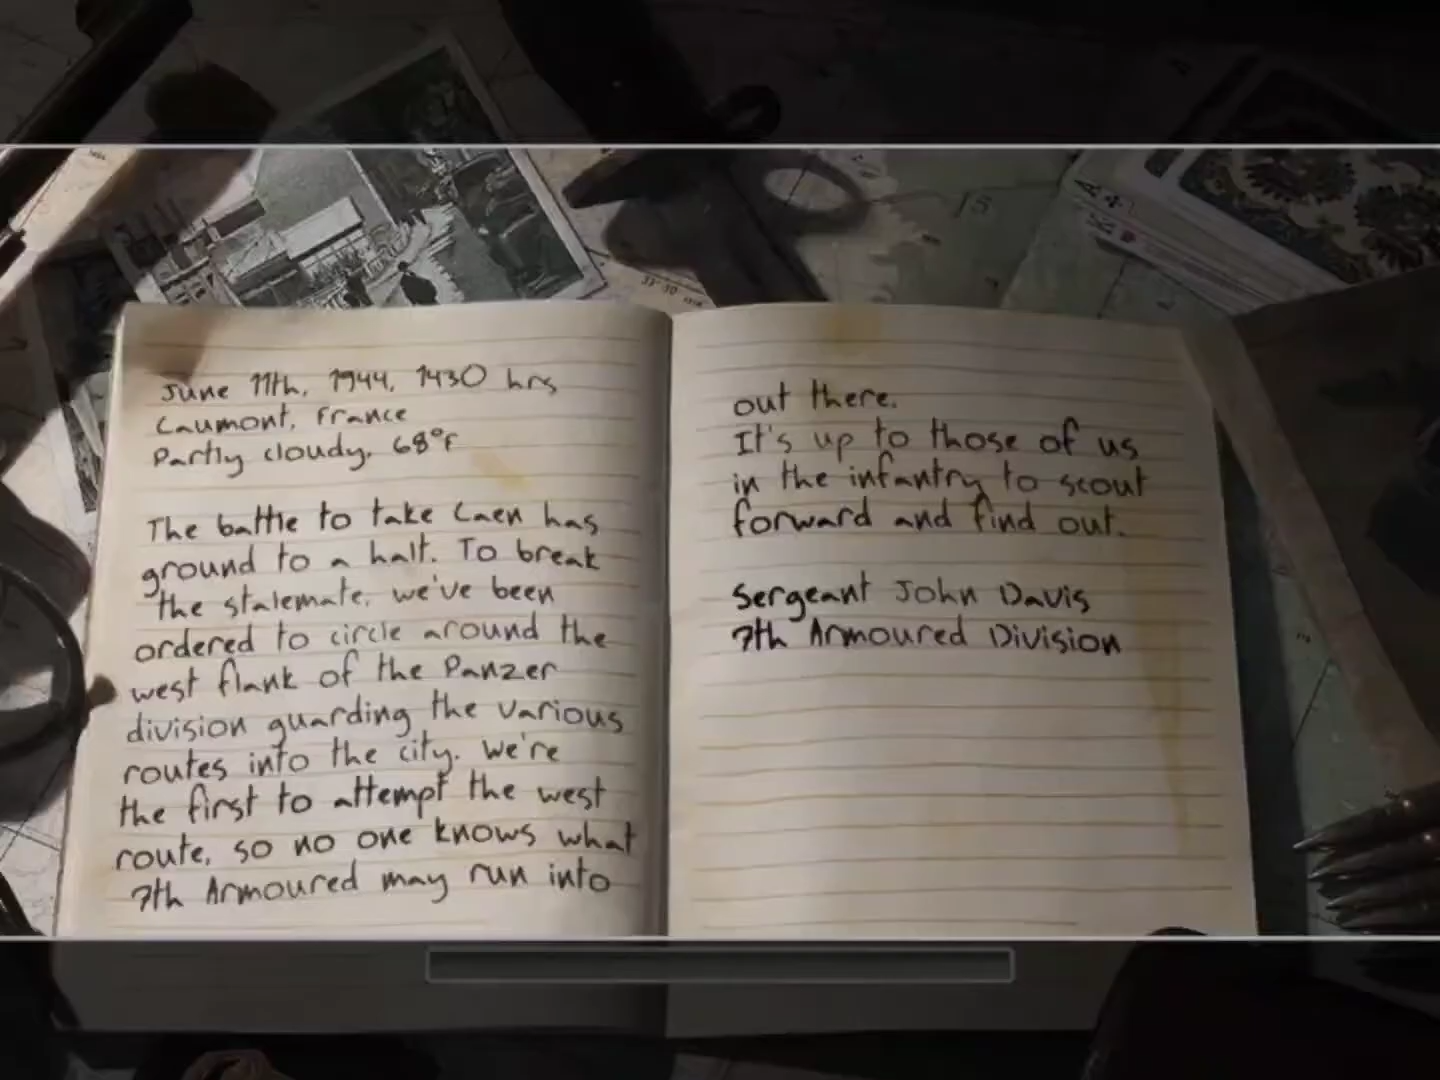 June 11th, 1944, 1430 hrs
Caumont, France
Partly cloudy, 68°F
The battle to take Caen has
ground to a halt. To break
the stalemate, we've been
ordered to circle around the
west flank of the Panzer
division guarding the various
routes into the city. We're
the first to attempt the west
route, so no one knows what
7th Armoured may run into
out there.
It's up to those of us
in the infantry to scout
forward and find out.
Sergeant John Davis
7th Armoured Division